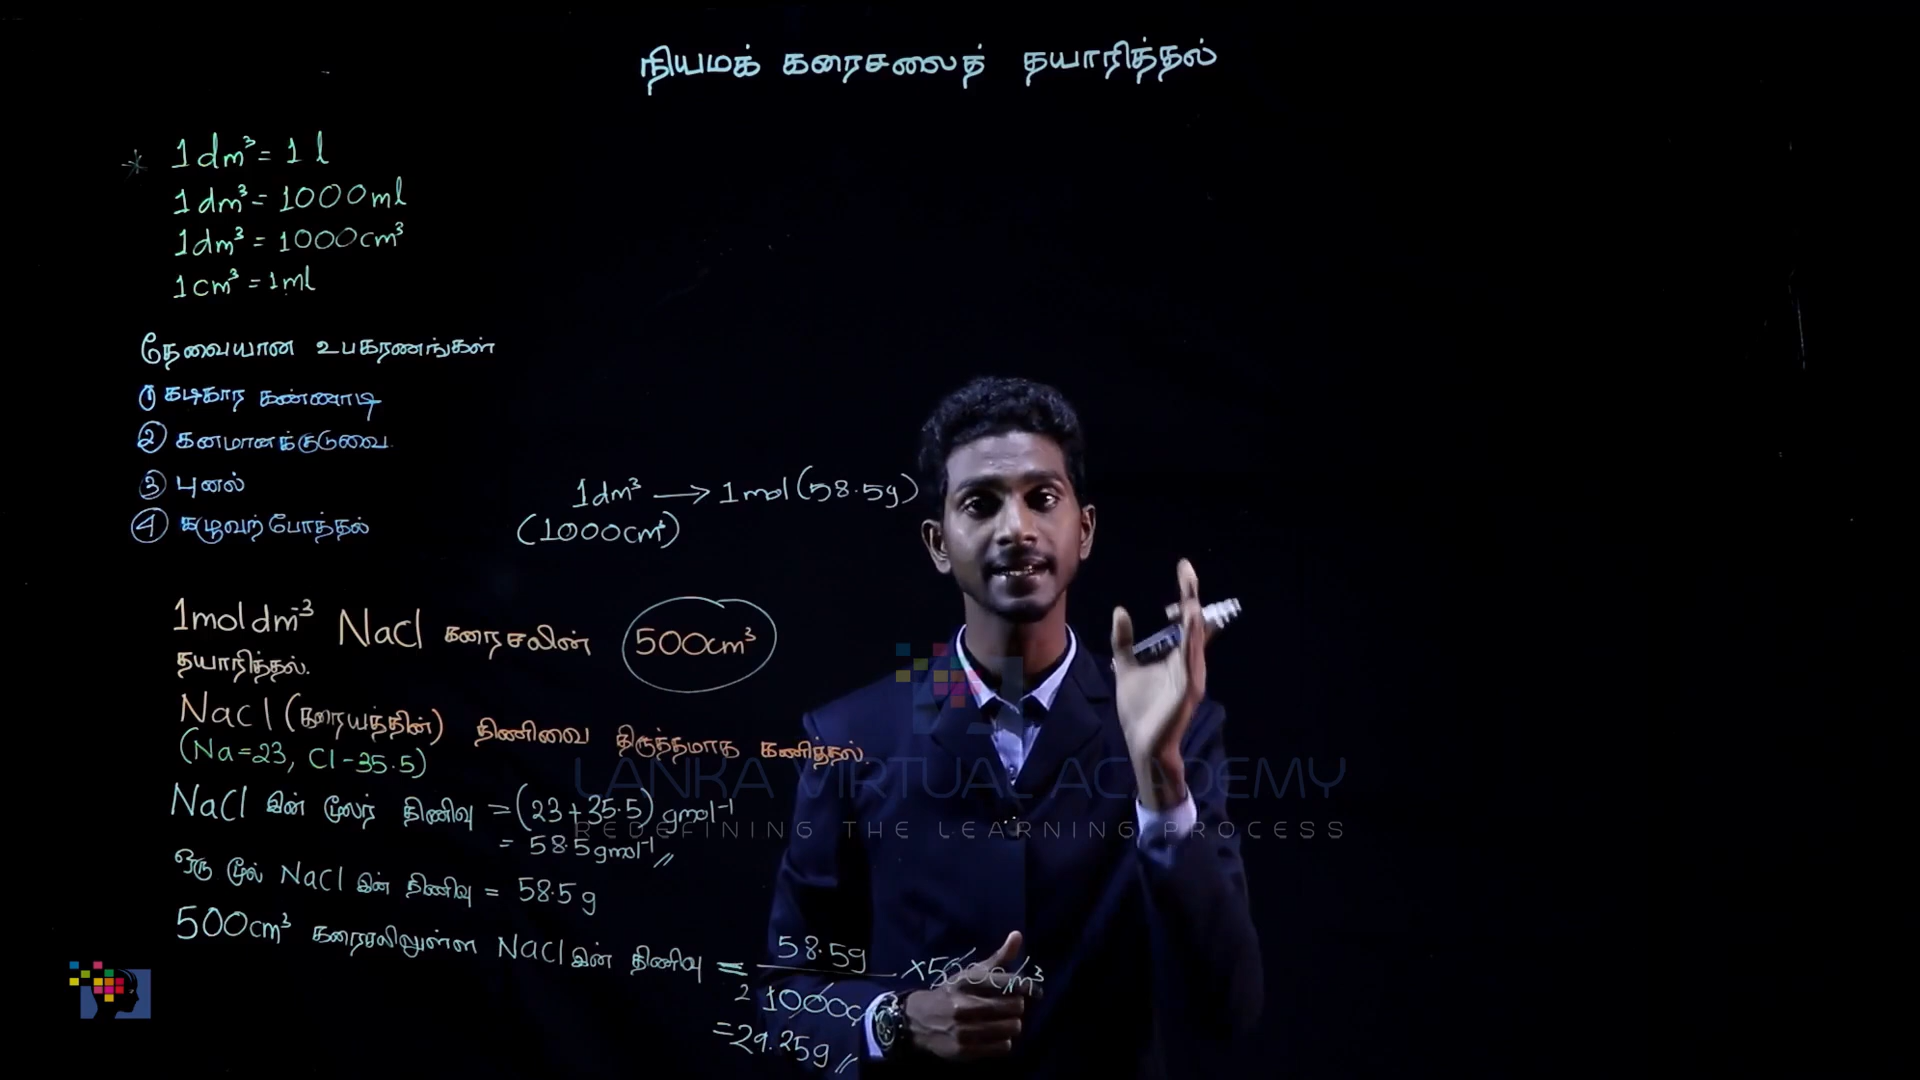 நியமக் கரைசலைத் தயாரித்தல்
* 1dm³ = 1 l
1dm³ = 1000ml
1dm³ = 1000cm³
1cm³ = 1ml
தேவையான உபகரணங்கள்
① கடிகார கண்ணாடி
② கனமானக்குடுவை.
③ புனல்
④ கழுவற்போத்தல்
1dm³ → 1mol (58.5g)
(1000cm³)
1moldm⁻³ NaCl கரைசலின் 500cm³
தயாரித்தல்.
NaCl (கரையத்தின்) திணிவை திருத்தமாக கணித்தல்.
(Na=23, Cl-35.5)
NaCl இன் மூலர் திணிவு = (23+35.5) gmol⁻¹
= 58.5gmol⁻¹//
ஒரு மூல் NaCl இன் திணிவு = 58.5g
500cm³ கரைசலிலுள்ள NaCl இன் திணிவு = 58.5g ×500cm³
2 1000c
=29.25g//
LANKA VIRTUAL ACADEMY
REDEFINING THE LEARNING PROCESS